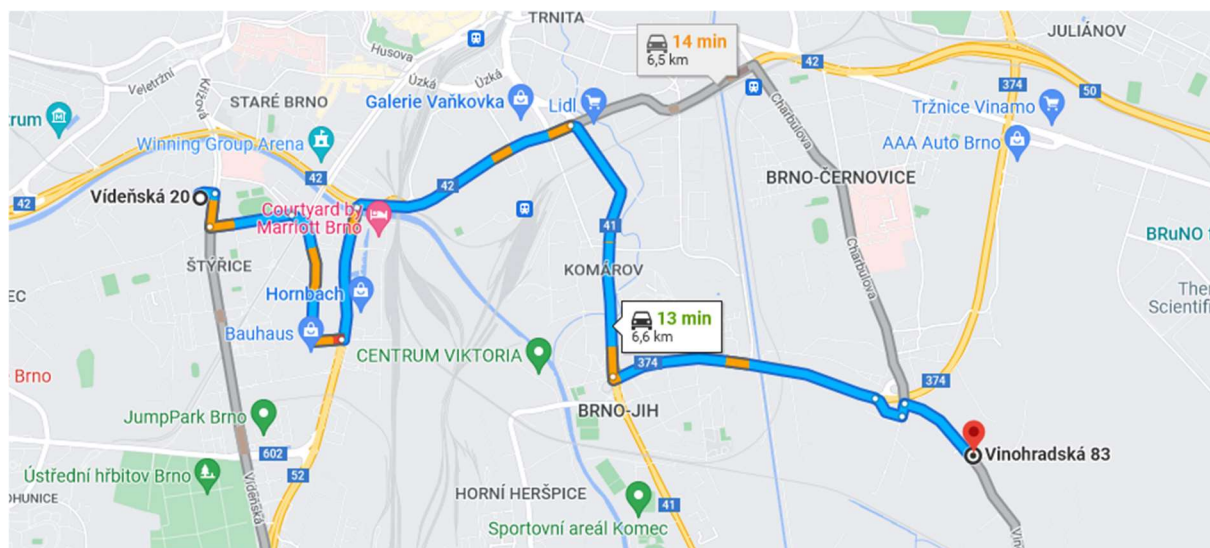 TRNITA
JULIÁNOV
Husova
Veletržní
Úzká
Úzká
14 min
6,5 km
42
374
50
Křížová
STARÉ BRNO
Galerie Vaňkovka
Lidl
Tržnice Vinamo
trum
Winning Group Arena
Charbulova
AAA Auto Brno
42
42
BRNO-ČERNOVICE
Vídeňská 20
42
Courtyard by
Marriott Brno
41
BRuNO
ŠTÝŘICE
KOMÁROV
Charbulova
EC
Hornbach
Scientific
13 min
6,6 km
Bauhaus
CENTRUM VIKTORIA
374
374
Brno
BRNO-JIH
JumpPark Brno
602
Vinohradská 83
Ústřední hřbitov Brno
52
OHUNICE
Vídeňská
HORNÍ HERŠPICE
41
Sportovní areál Komec